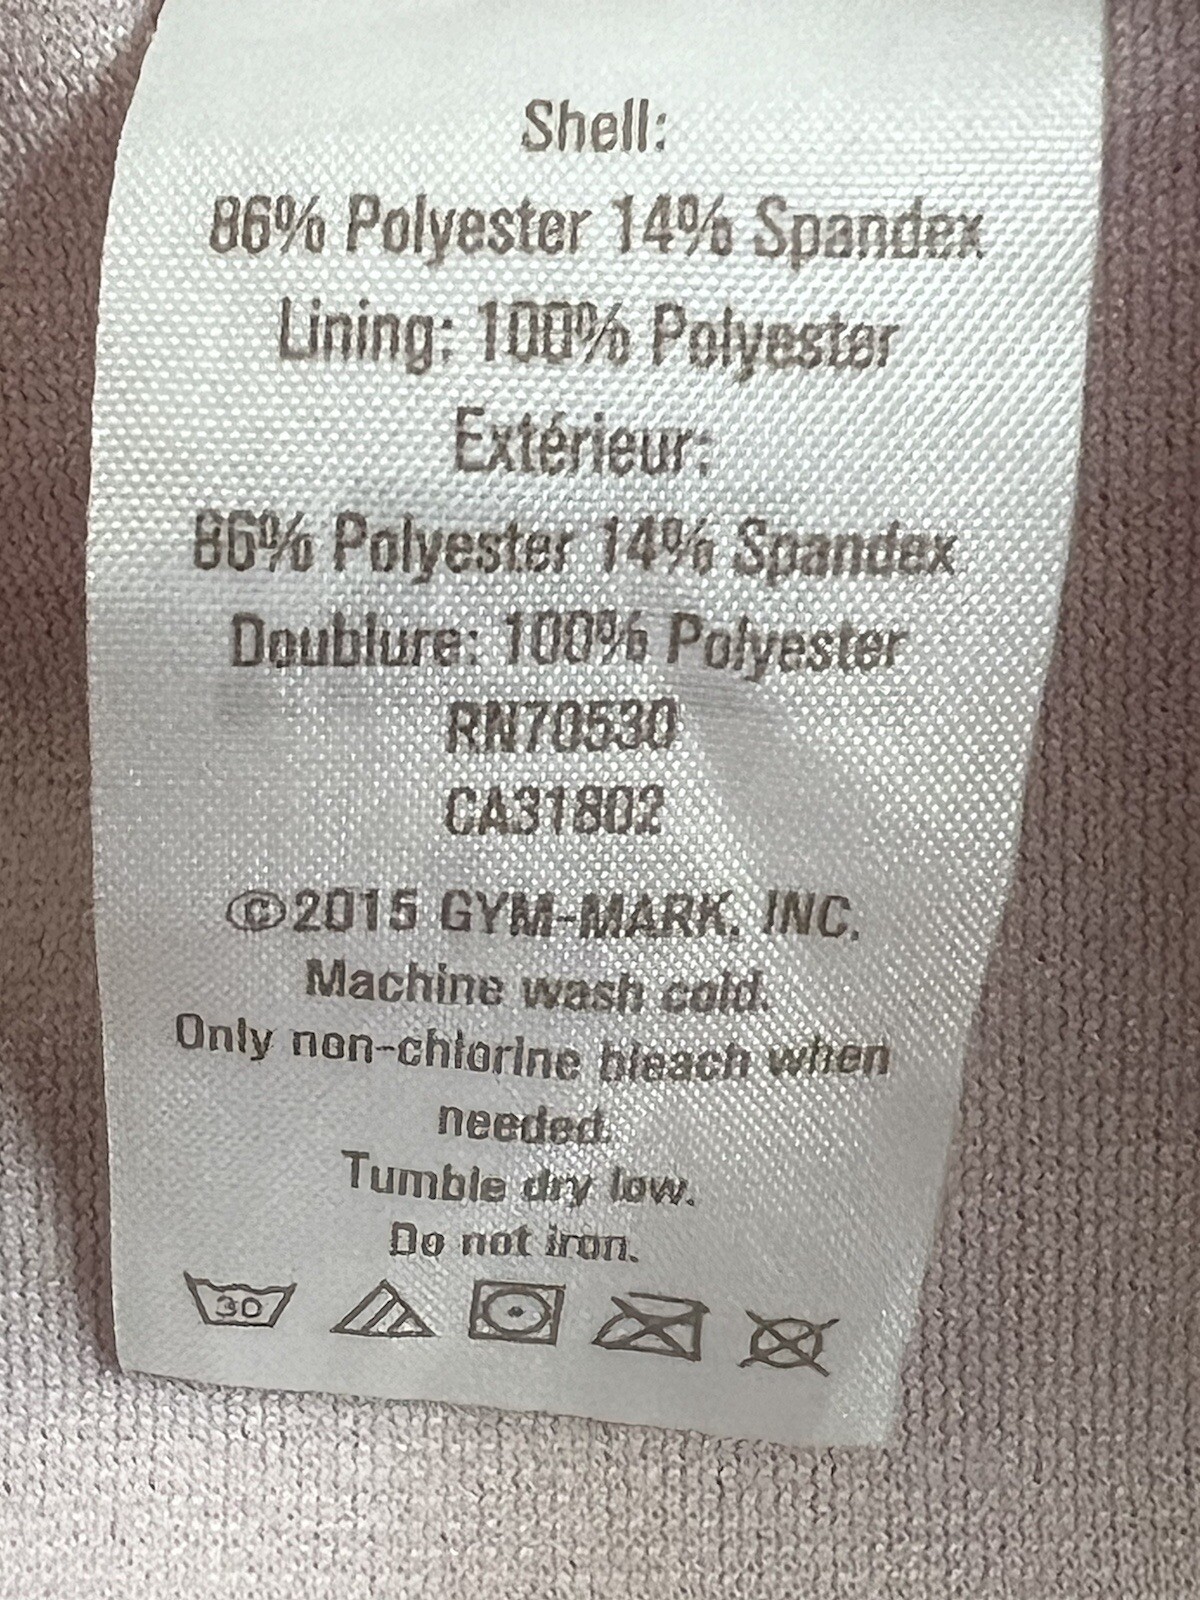 Shell:
86% Polyester 14% Spandex
Lining: 100% Polyester
Extérieur:
86% Polyester 14% Spandex
Doublure: 100% Polyester
RN70530
CA31802
©2015 GYM-MARK, INC.
Machine wash cold.
Only non-chlorine bleach when
needed.
Tumble dry low.
Do not iron.
30